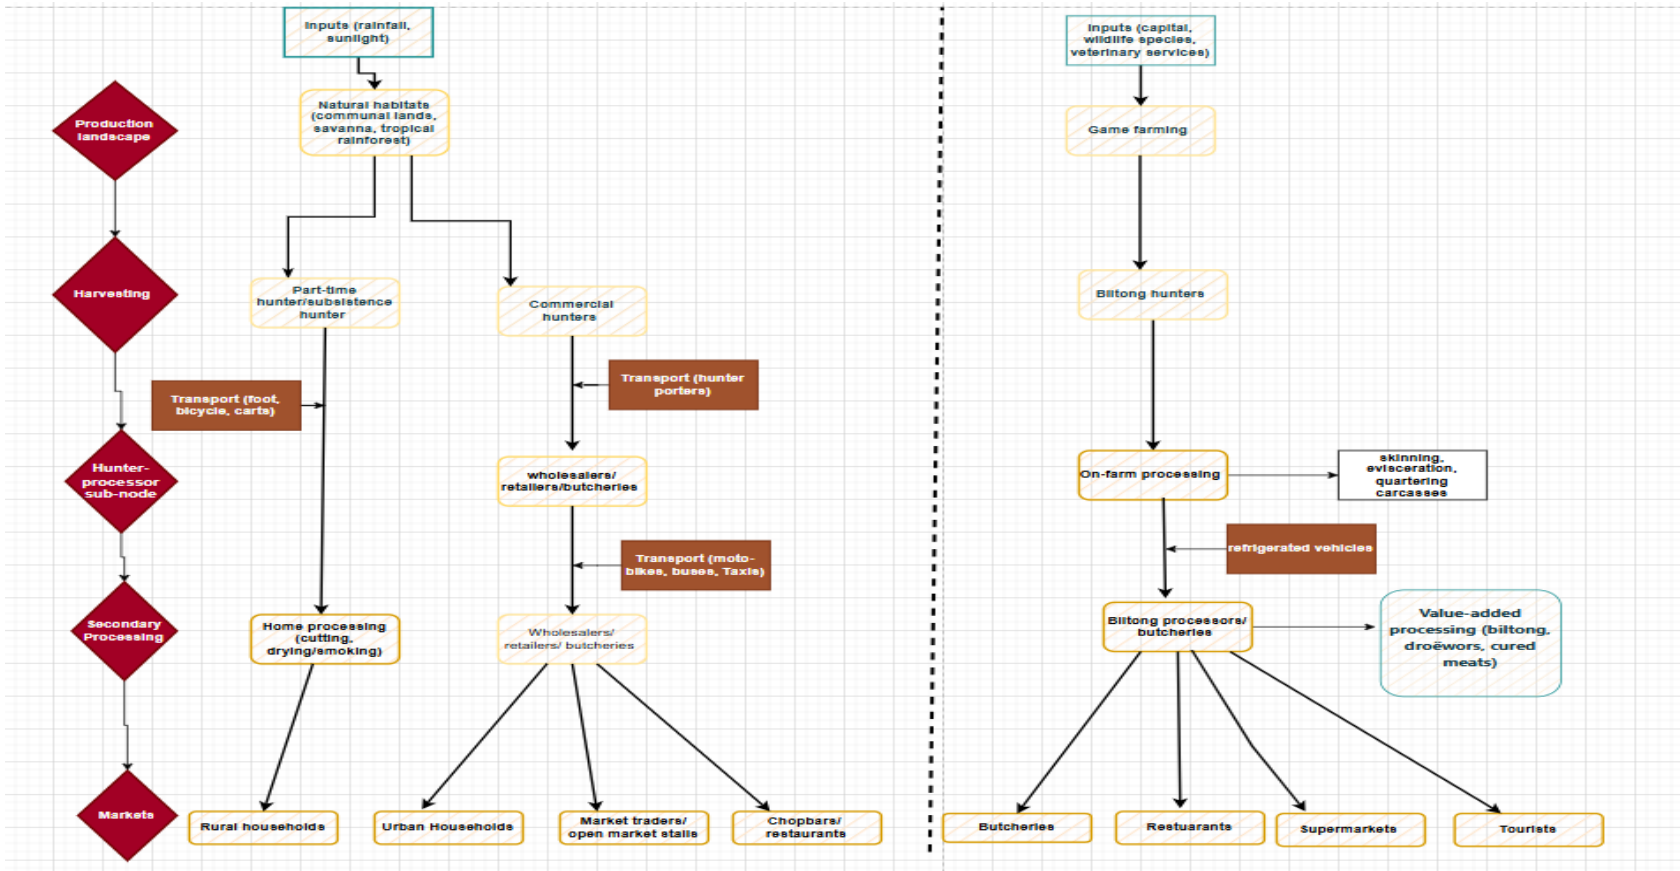 Inputs (rainfall,
sunlight)
Inputs (capital,
wildlife species,
veterinary services)
Production
landscape
Natural habitats
(communal lands,
savanna, tropical
rainforest)
Game farming
Harvesting
Part-time
hunter/subsistence
hunter
Commercial
hunters
Biltong hunters
Transport (foot,
bicycle, carts)
Transport (hunter
porters)
Hunter-
processor
sub-node
wholesalers/
retailers/butcheries
On-farm processing
skinning,
evisceration,
quartering
carcasses
Transport (moto-
bikes, buses, Taxis)
refrigerated vehicles
Secondary
Processing
Home processing
(cutting,
drying/smoking)
Wholesalers/
retailers/ butcheries
Biltong processors/
butcheries
Value-added
processing (biltong,
droëwors, cured
meats)
Markets
Rural households
Urban Households
Market traders/
open market stalls
Chopbars/
restaurants
Butcheries
Restuarants
Supermarkets
Tourists